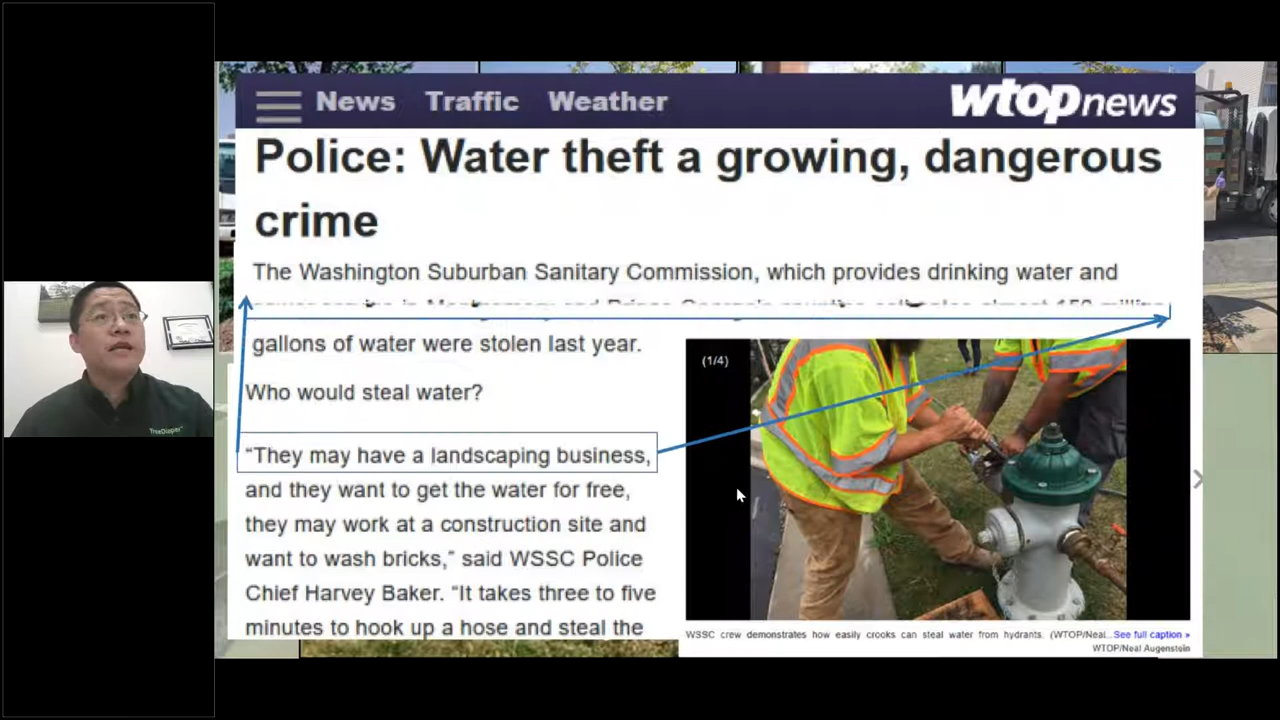 News Traffic Weather
wtopnews
Police: Water theft a growing, dangerous
crime
The Washington Suburban Sanitary Commission, which provides drinking water and
gallons of water were stolen last year.
Who would steal water?
“They may have a landscaping business,
and they want to get the water for free,
they may work at a construction site and
want to wash bricks,” said WSSC Police
Chief Harvey Baker. “It takes three to five
minutes to hook up a hose and steal the
(1/4)
WSSC crew demonstrates how easily crooks can steal water from hydrants. (WTOP/Neal... See full caption »
WTOP/Neal Augenstein
TreeDiaper